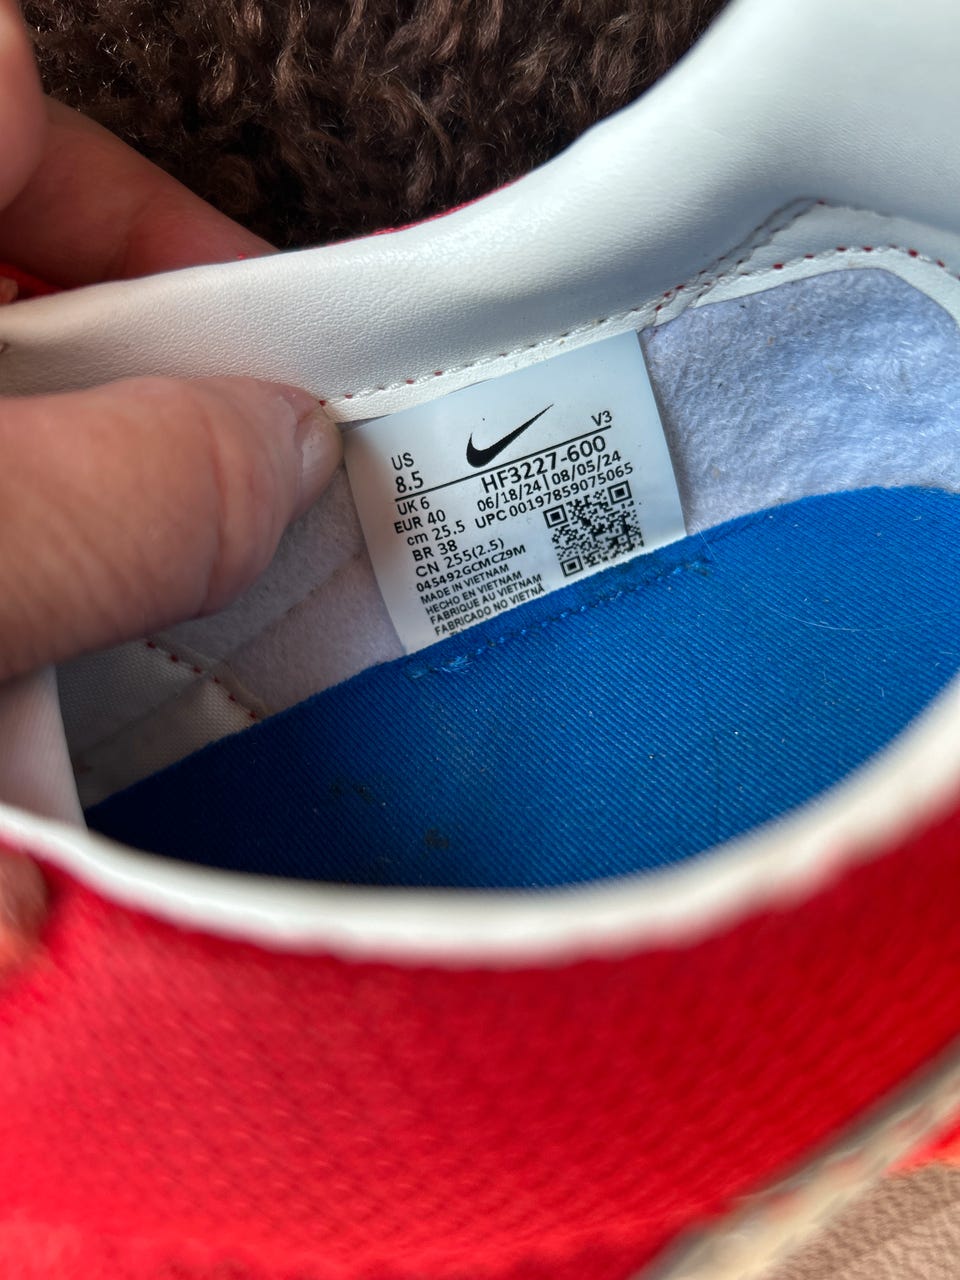 V3
US
8.5
HF3227-600
UK 6
06/18/24 | 08/05/24
EUR 40
UPC 00197859075065
cm 25.5
BR 38
CN 255(2.5)
045492GCMCZ9M
MADE IN VIETNAM
HECHO EN VIETNAM
FABRIQUE AU VIETNAM
FABRICADO NO VIETNÃ